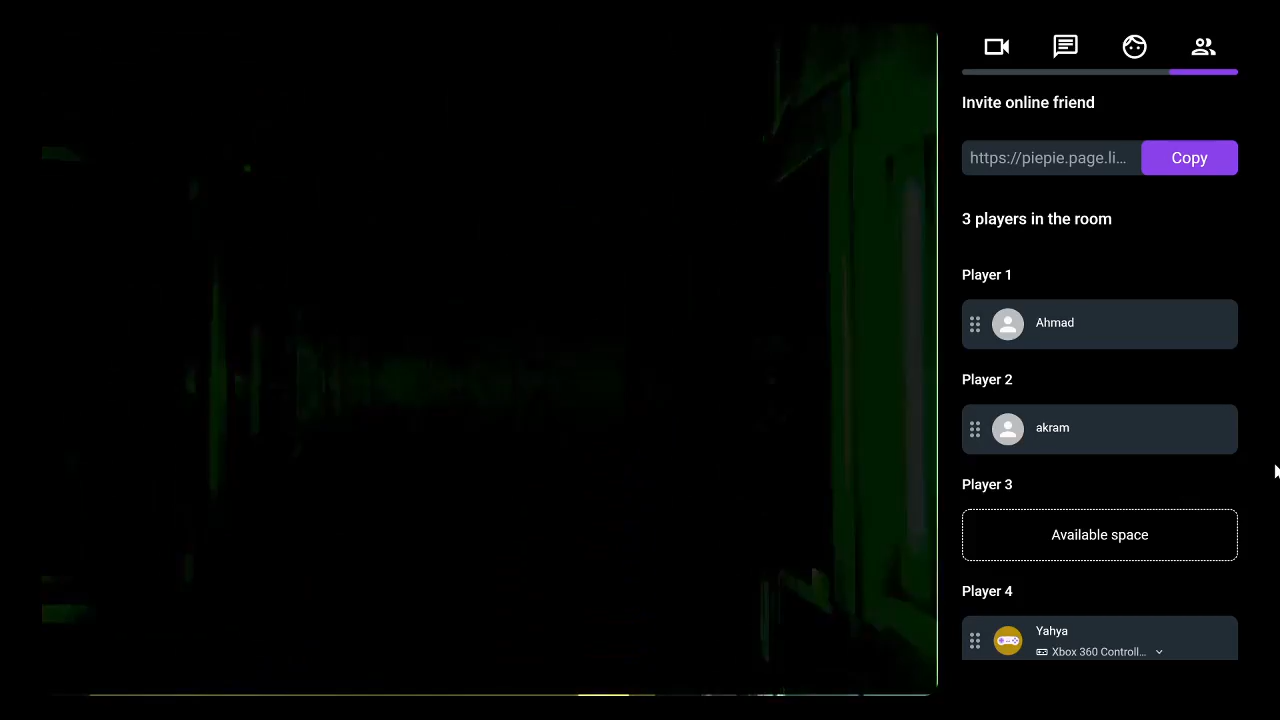 Invite online friend
https://piepie.page.li...
Copy
3 players in the room
Player 1
Ahmad
Player 2
akram
Player 3
Available space
Player 4
Yahya
Xbox 360 Controll...